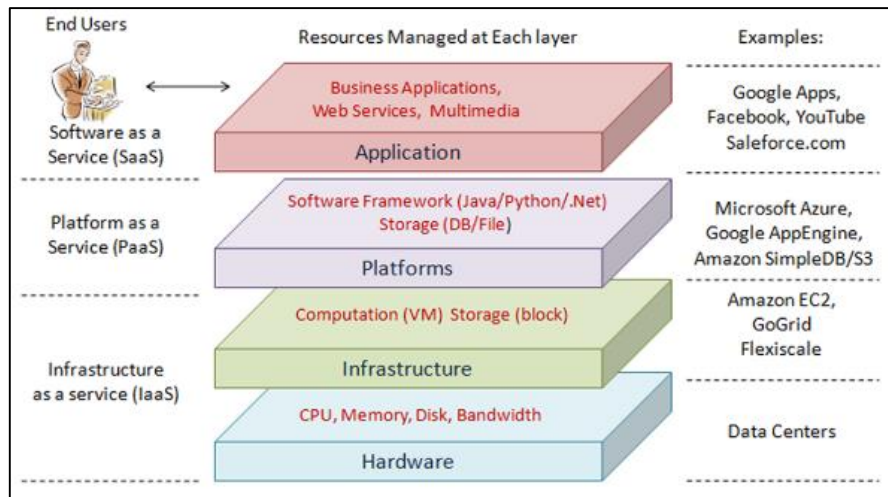 End Users
Resources Managed at Each layer
Examples:
Business Applications,
Web Services, Multimedia
Application
Software as a
Service (SaaS)
Google Apps,
Facebook, YouTube
Saleforce.com
Software Framework (Java/Python/.Net)
Storage (DB/File)
Platforms
Platform as a
Service (PaaS)
Microsoft Azure,
Google AppEngine,
Amazon SimpleDB/S3
Computation (VM) Storage (block)
Infrastructure
Amazon EC2,
GoGrid
Flexiscale
Infrastructure
as a service (IaaS)
CPU, Memory, Disk, Bandwidth
Hardware
Data Centers